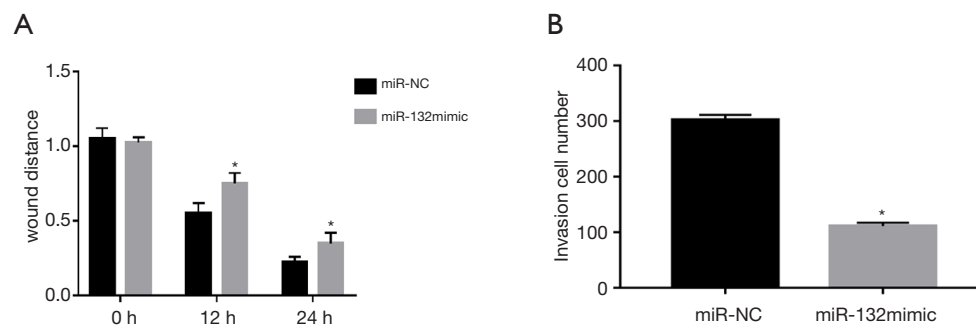 A
wound distance
1.5
1.0
0.5
0.0
0 h
12 h
24 h
miR-NC
miR-132mimic
*
*
B
Invasion cell number
400
300
200
100
0
*
miR-NC
miR-132mimic